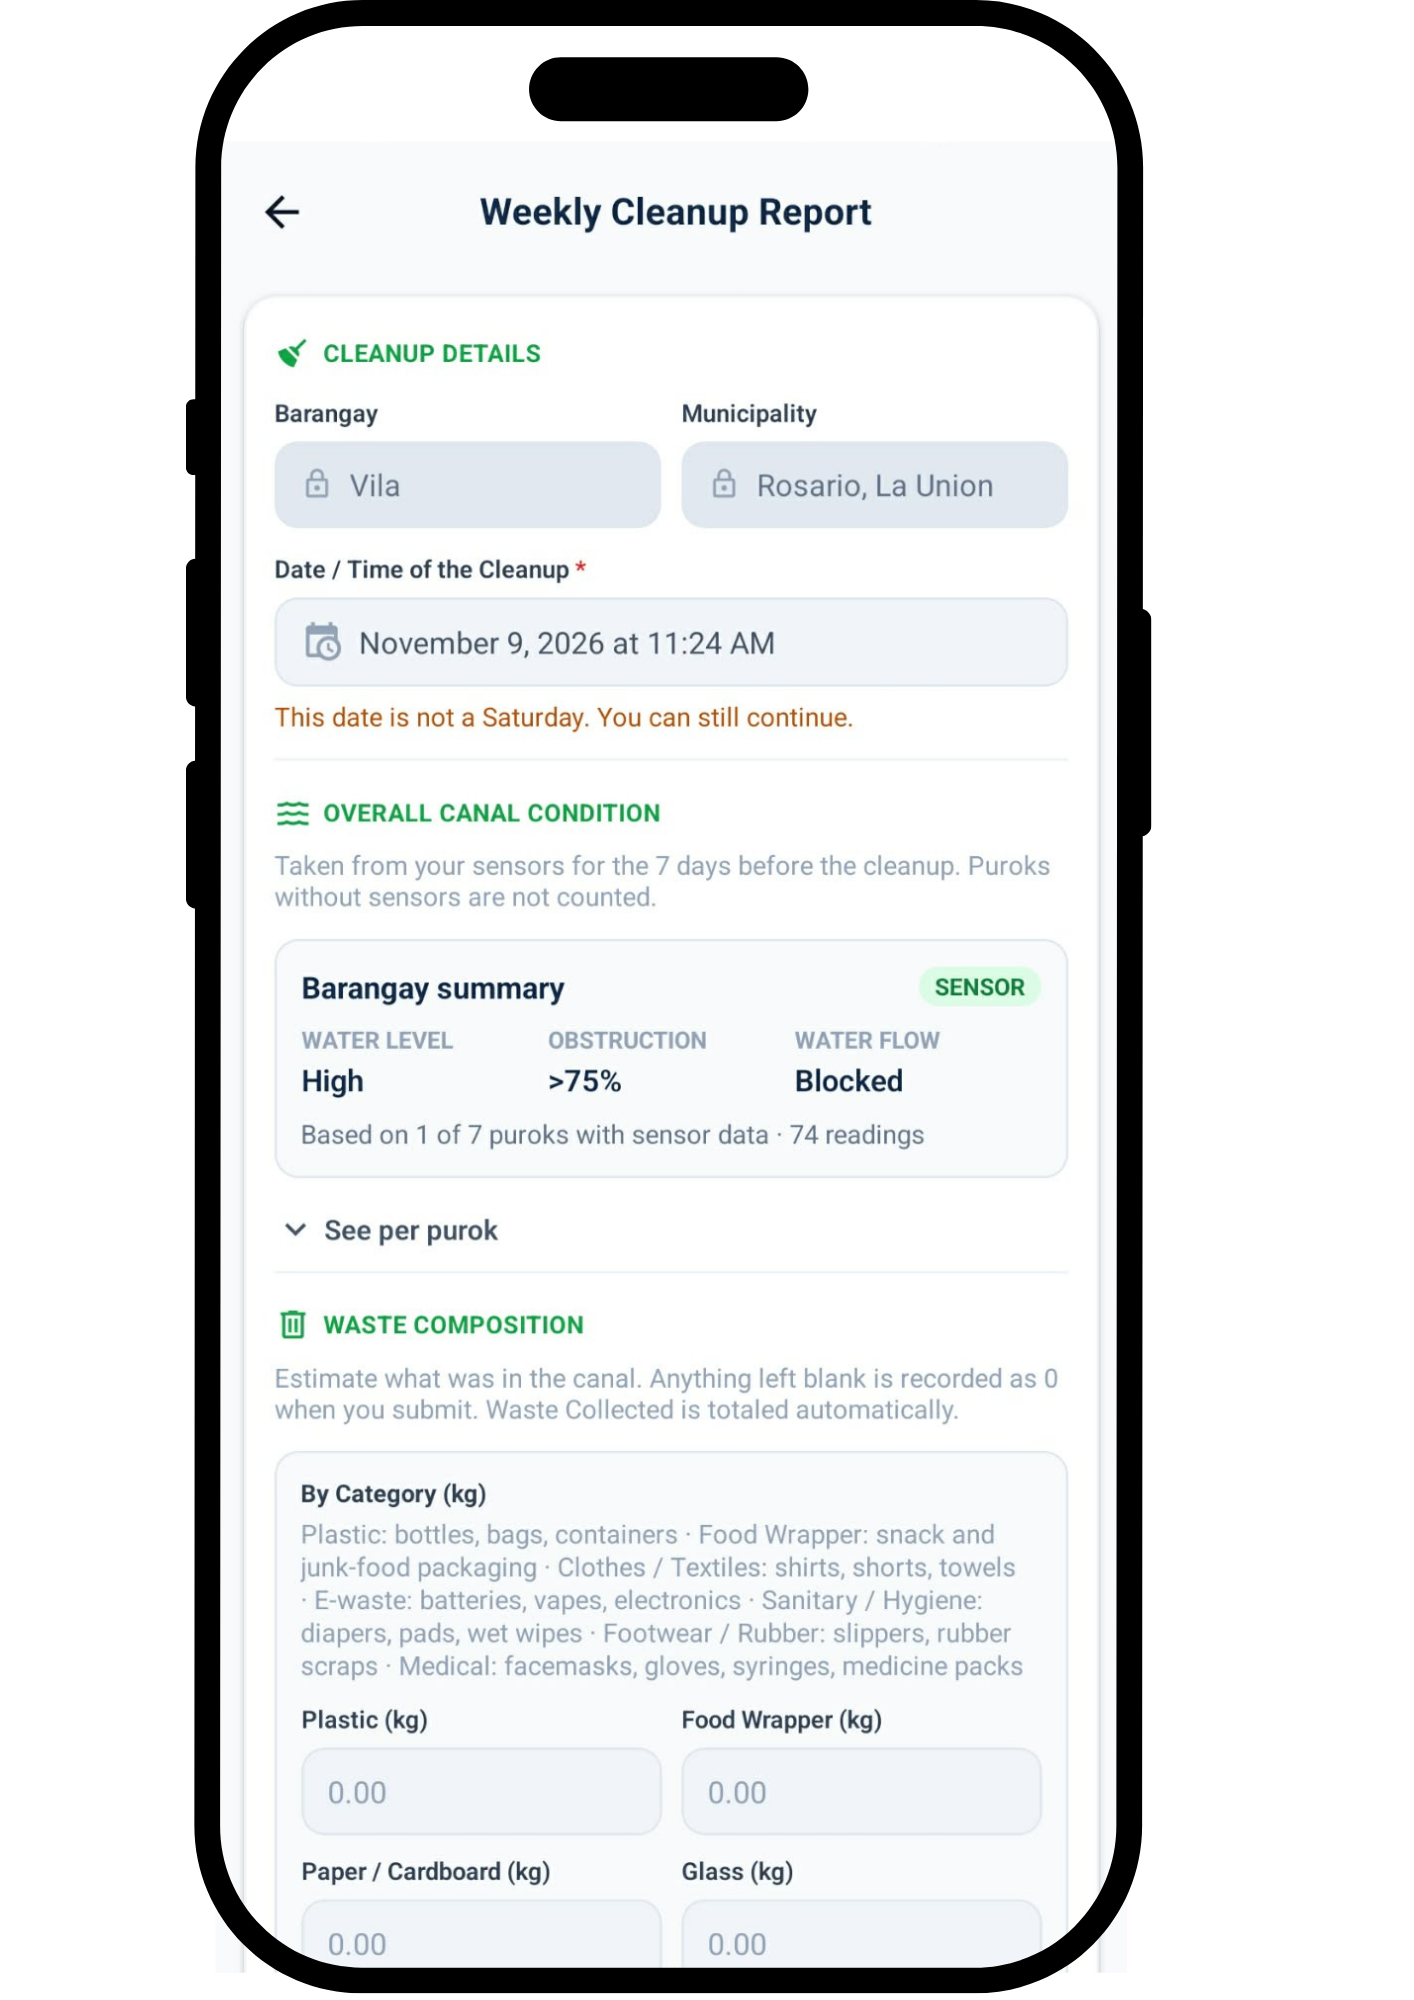 Weekly Cleanup Report
CLEANUP DETAILS
Barangay
Municipality
Vila
Rosario, La Union
Date / Time of the Cleanup *
November 9, 2026 at 11:24 AM
This date is not a Saturday. You can still continue.
OVERALL CANAL CONDITION
Taken from your sensors for the 7 days before the cleanup. Puroks
without sensors are not counted.
Barangay summary
SENSOR
WATER LEVEL
OBSTRUCTION
WATER FLOW
High
>75%
Blocked
Based on 1 of 7 puroks with sensor data · 74 readings
See per purok
WASTE COMPOSITION
Estimate what was in the canal. Anything left blank is recorded as 0
when you submit. Waste Collected is totaled automatically.
By Category (kg)
Plastic: bottles, bags, containers · Food Wrapper: snack and
junk-food packaging · Clothes / Textiles: shirts, shorts, towels
· E-waste: batteries, vapes, electronics · Sanitary / Hygiene:
diapers, pads, wet wipes · Footwear / Rubber: slippers, rubber
scraps · Medical: facemasks, gloves, syringes, medicine packs
Plastic (kg)
Food Wrapper (kg)
0.00
0.00
Paper / Cardboard (kg)
Glass (kg)
0.00
0.00